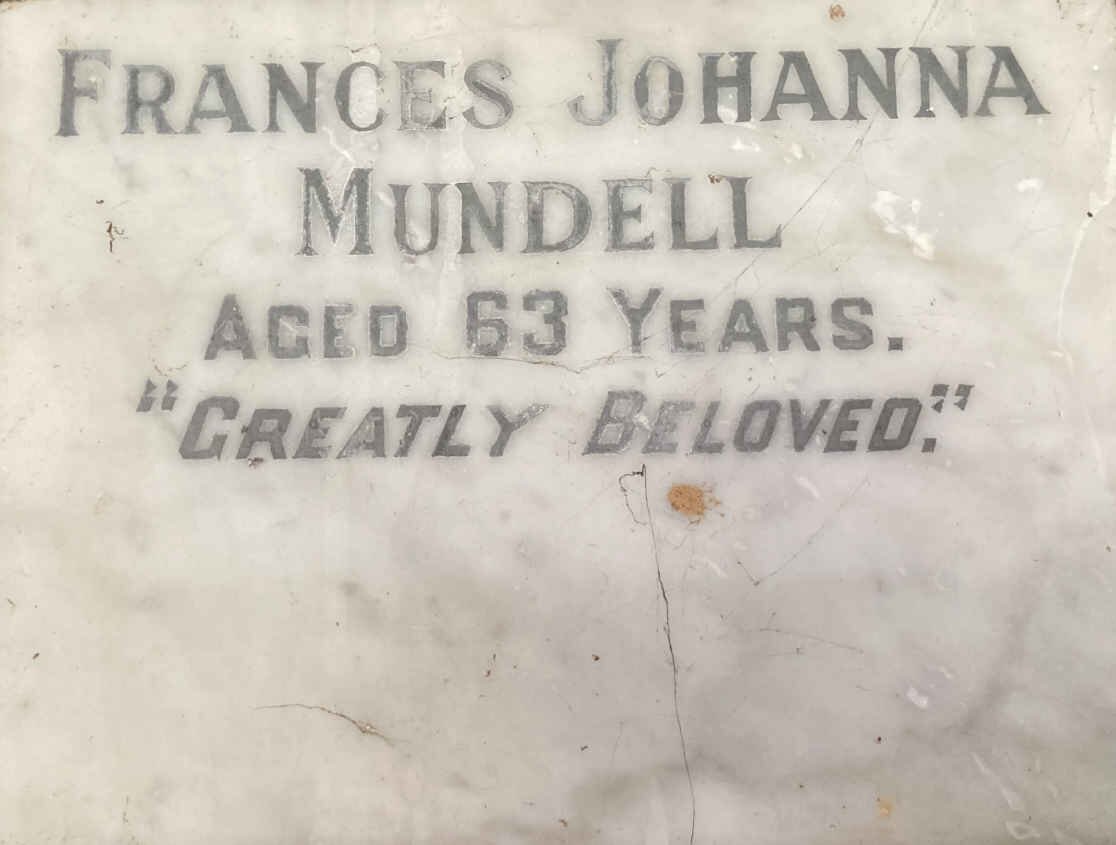 FRANCES JOHANNA
MUNDELL
AGED 63 YEARS.
"GREATLY BELOVED."